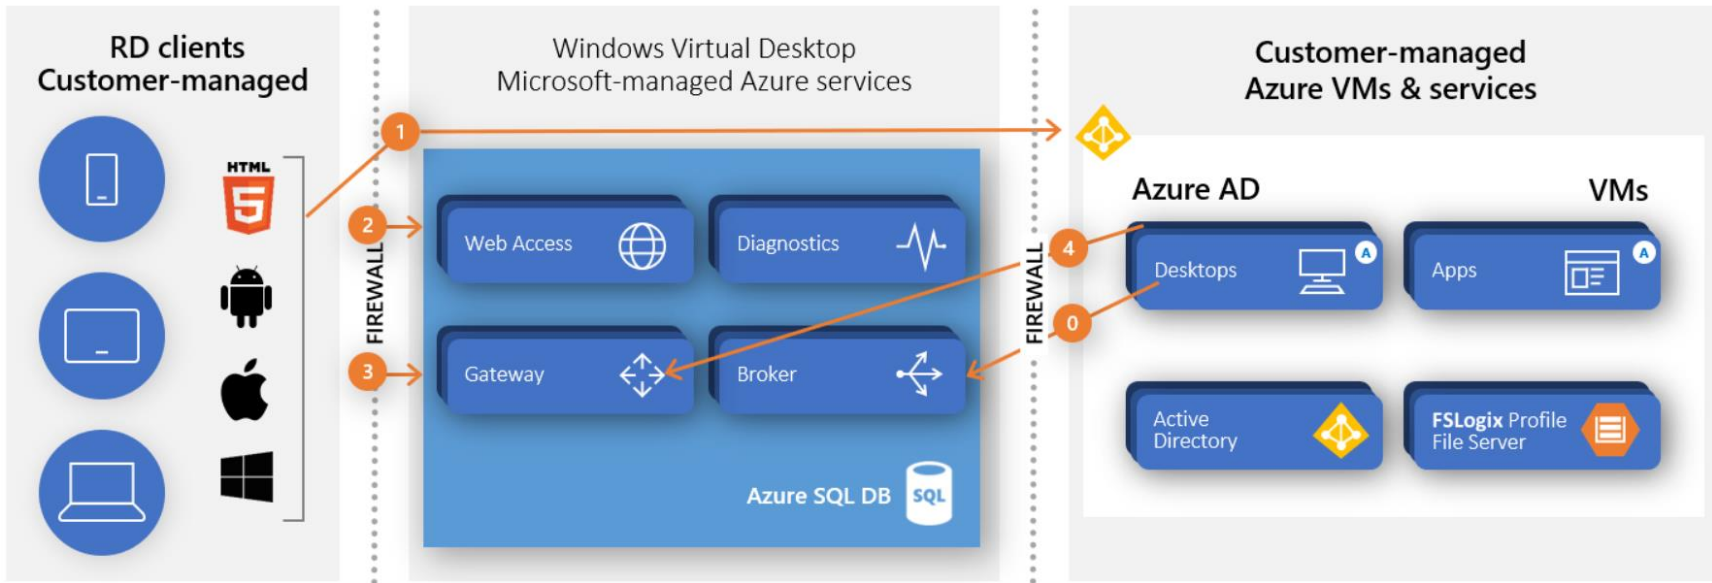 RD clients
Customer-managed
HTML
5
FIREWALL
Windows Virtual Desktop
Microsoft-managed Azure services
1
2
3
Web Access
Diagnostics
Gateway
Broker
Azure SQL DB
SQL
FIREWALL
4
0
Customer-managed
Azure VMs & services
Azure AD
VMs
Desktops
A
Apps
A
Active
Directory
FSLogix Profile
File Server